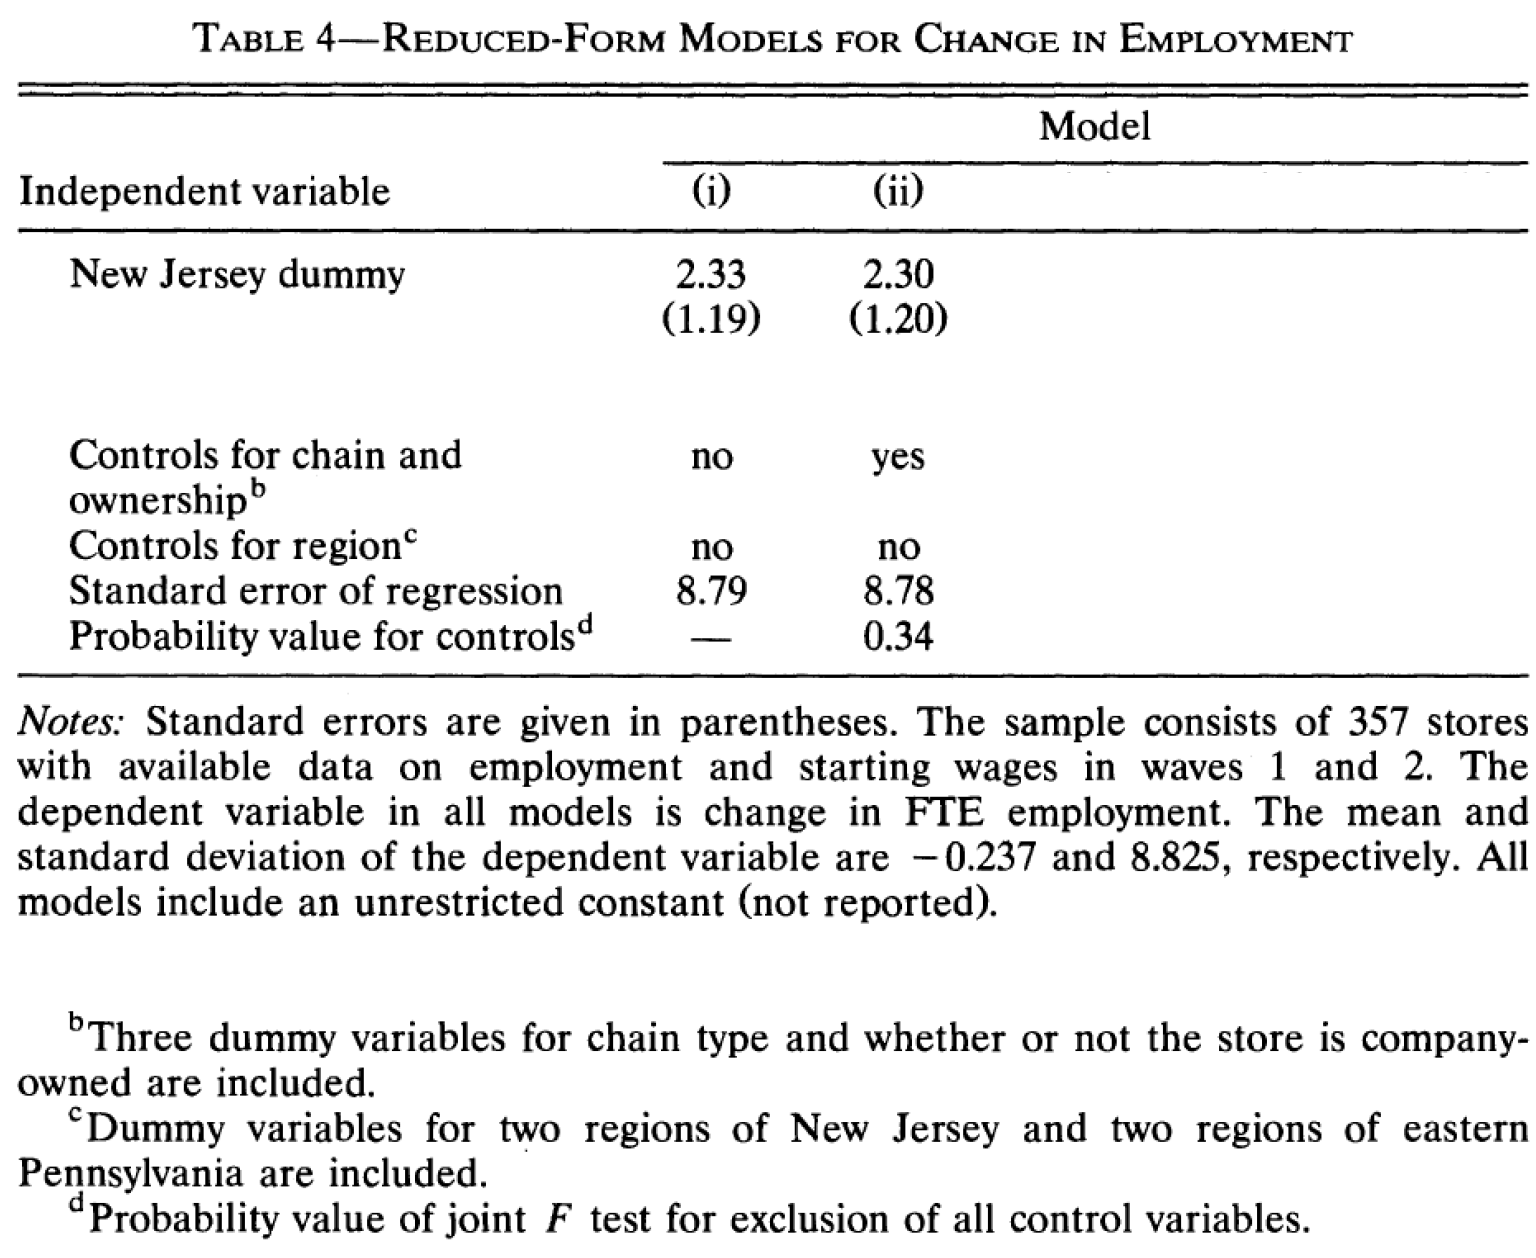 TABLE 4—REDUCED-FORM MODELS FOR CHANGE IN EMPLOYMENT
Model
Independent variable (i) (ii)
New Jersey dummy 2.33 2.30
(1.19) (1.20)
Controls for chain and no yes
ownershipᵇ
Controls for regionᶜ no no
Standard error of regression 8.79 8.78
Probability value for controlsᵈ — 0.34
Notes: Standard errors are given in parentheses. The sample consists of 357 stores
with available data on employment and starting wages in waves 1 and 2. The
dependent variable in all models is change in FTE employment. The mean and
standard deviation of the dependent variable are −0.237 and 8.825, respectively. All
models include an unrestricted constant (not reported).
ᵇThree dummy variables for chain type and whether or not the store is company-
owned are included.
ᶜDummy variables for two regions of New Jersey and two regions of eastern
Pennsylvania are included.
ᵈProbability value of joint F test for exclusion of all control variables.